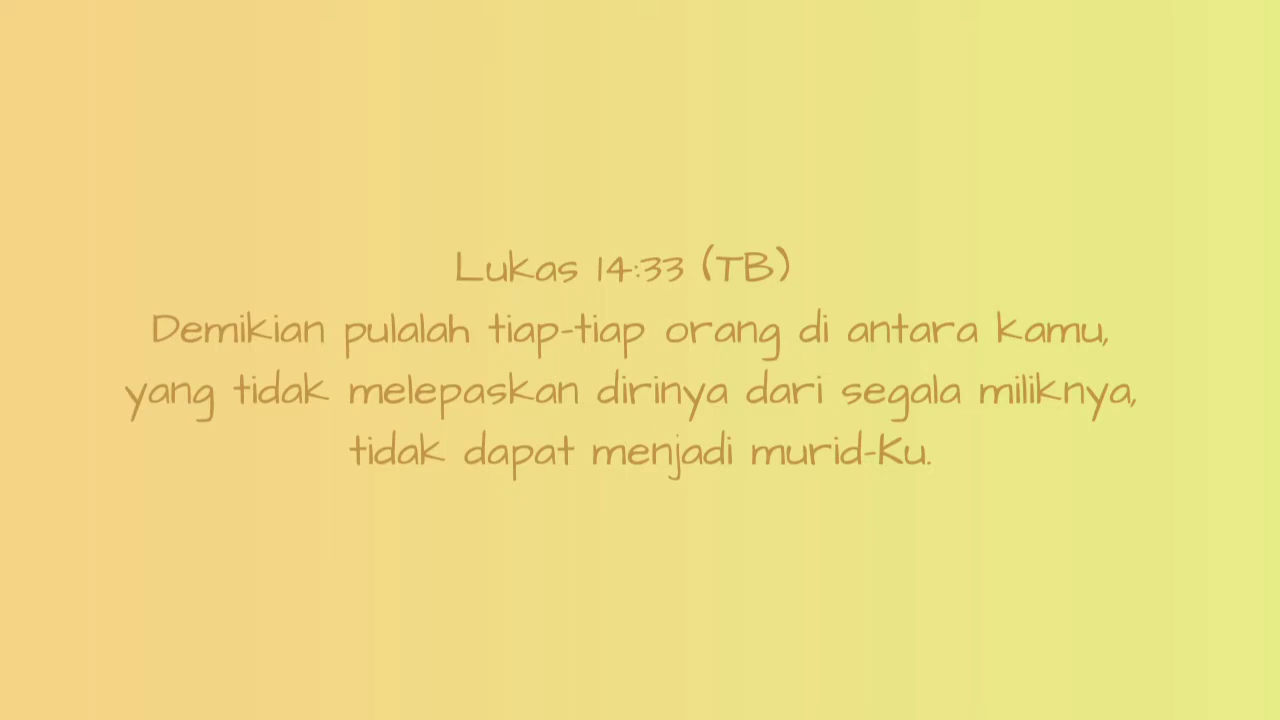 Lukas 14:33 (TB)
Demikian pulalah tiap-tiap orang di antara kamu,
yang tidak melepaskan dirinya dari segala miliknya,
tidak dapat menjadi murid-Ku.